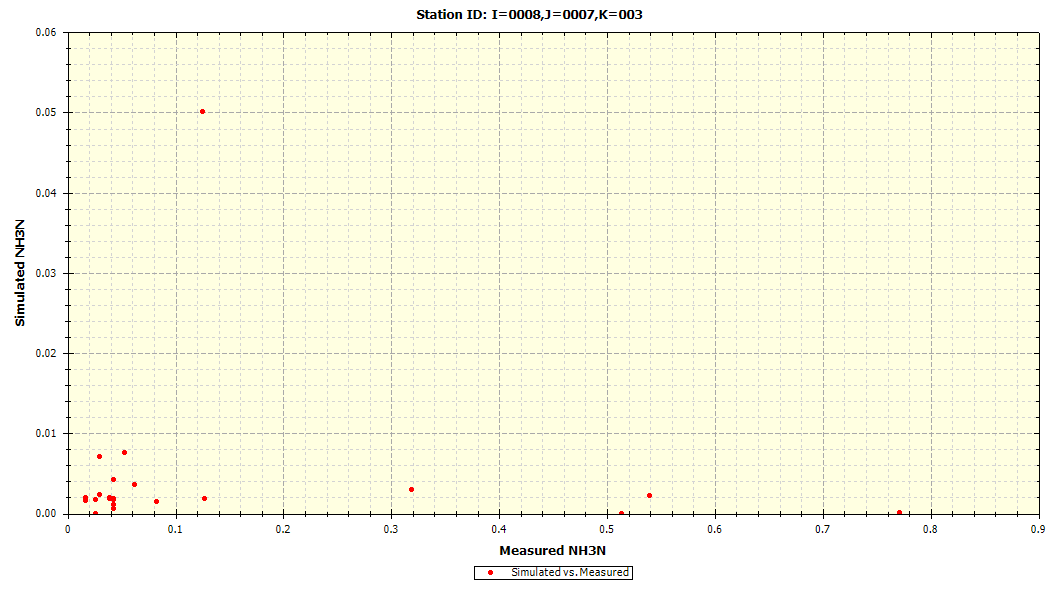 Station ID: I=0008,J=0007,K=003
0.06
0.05
0.04
0.03
0.02
0.01
0.00
Simulated NH3N
0 0.1 0.2 0.3 0.4 0.5 0.6 0.7 0.8 0.9
Measured NH3N
Simulated vs. Measured